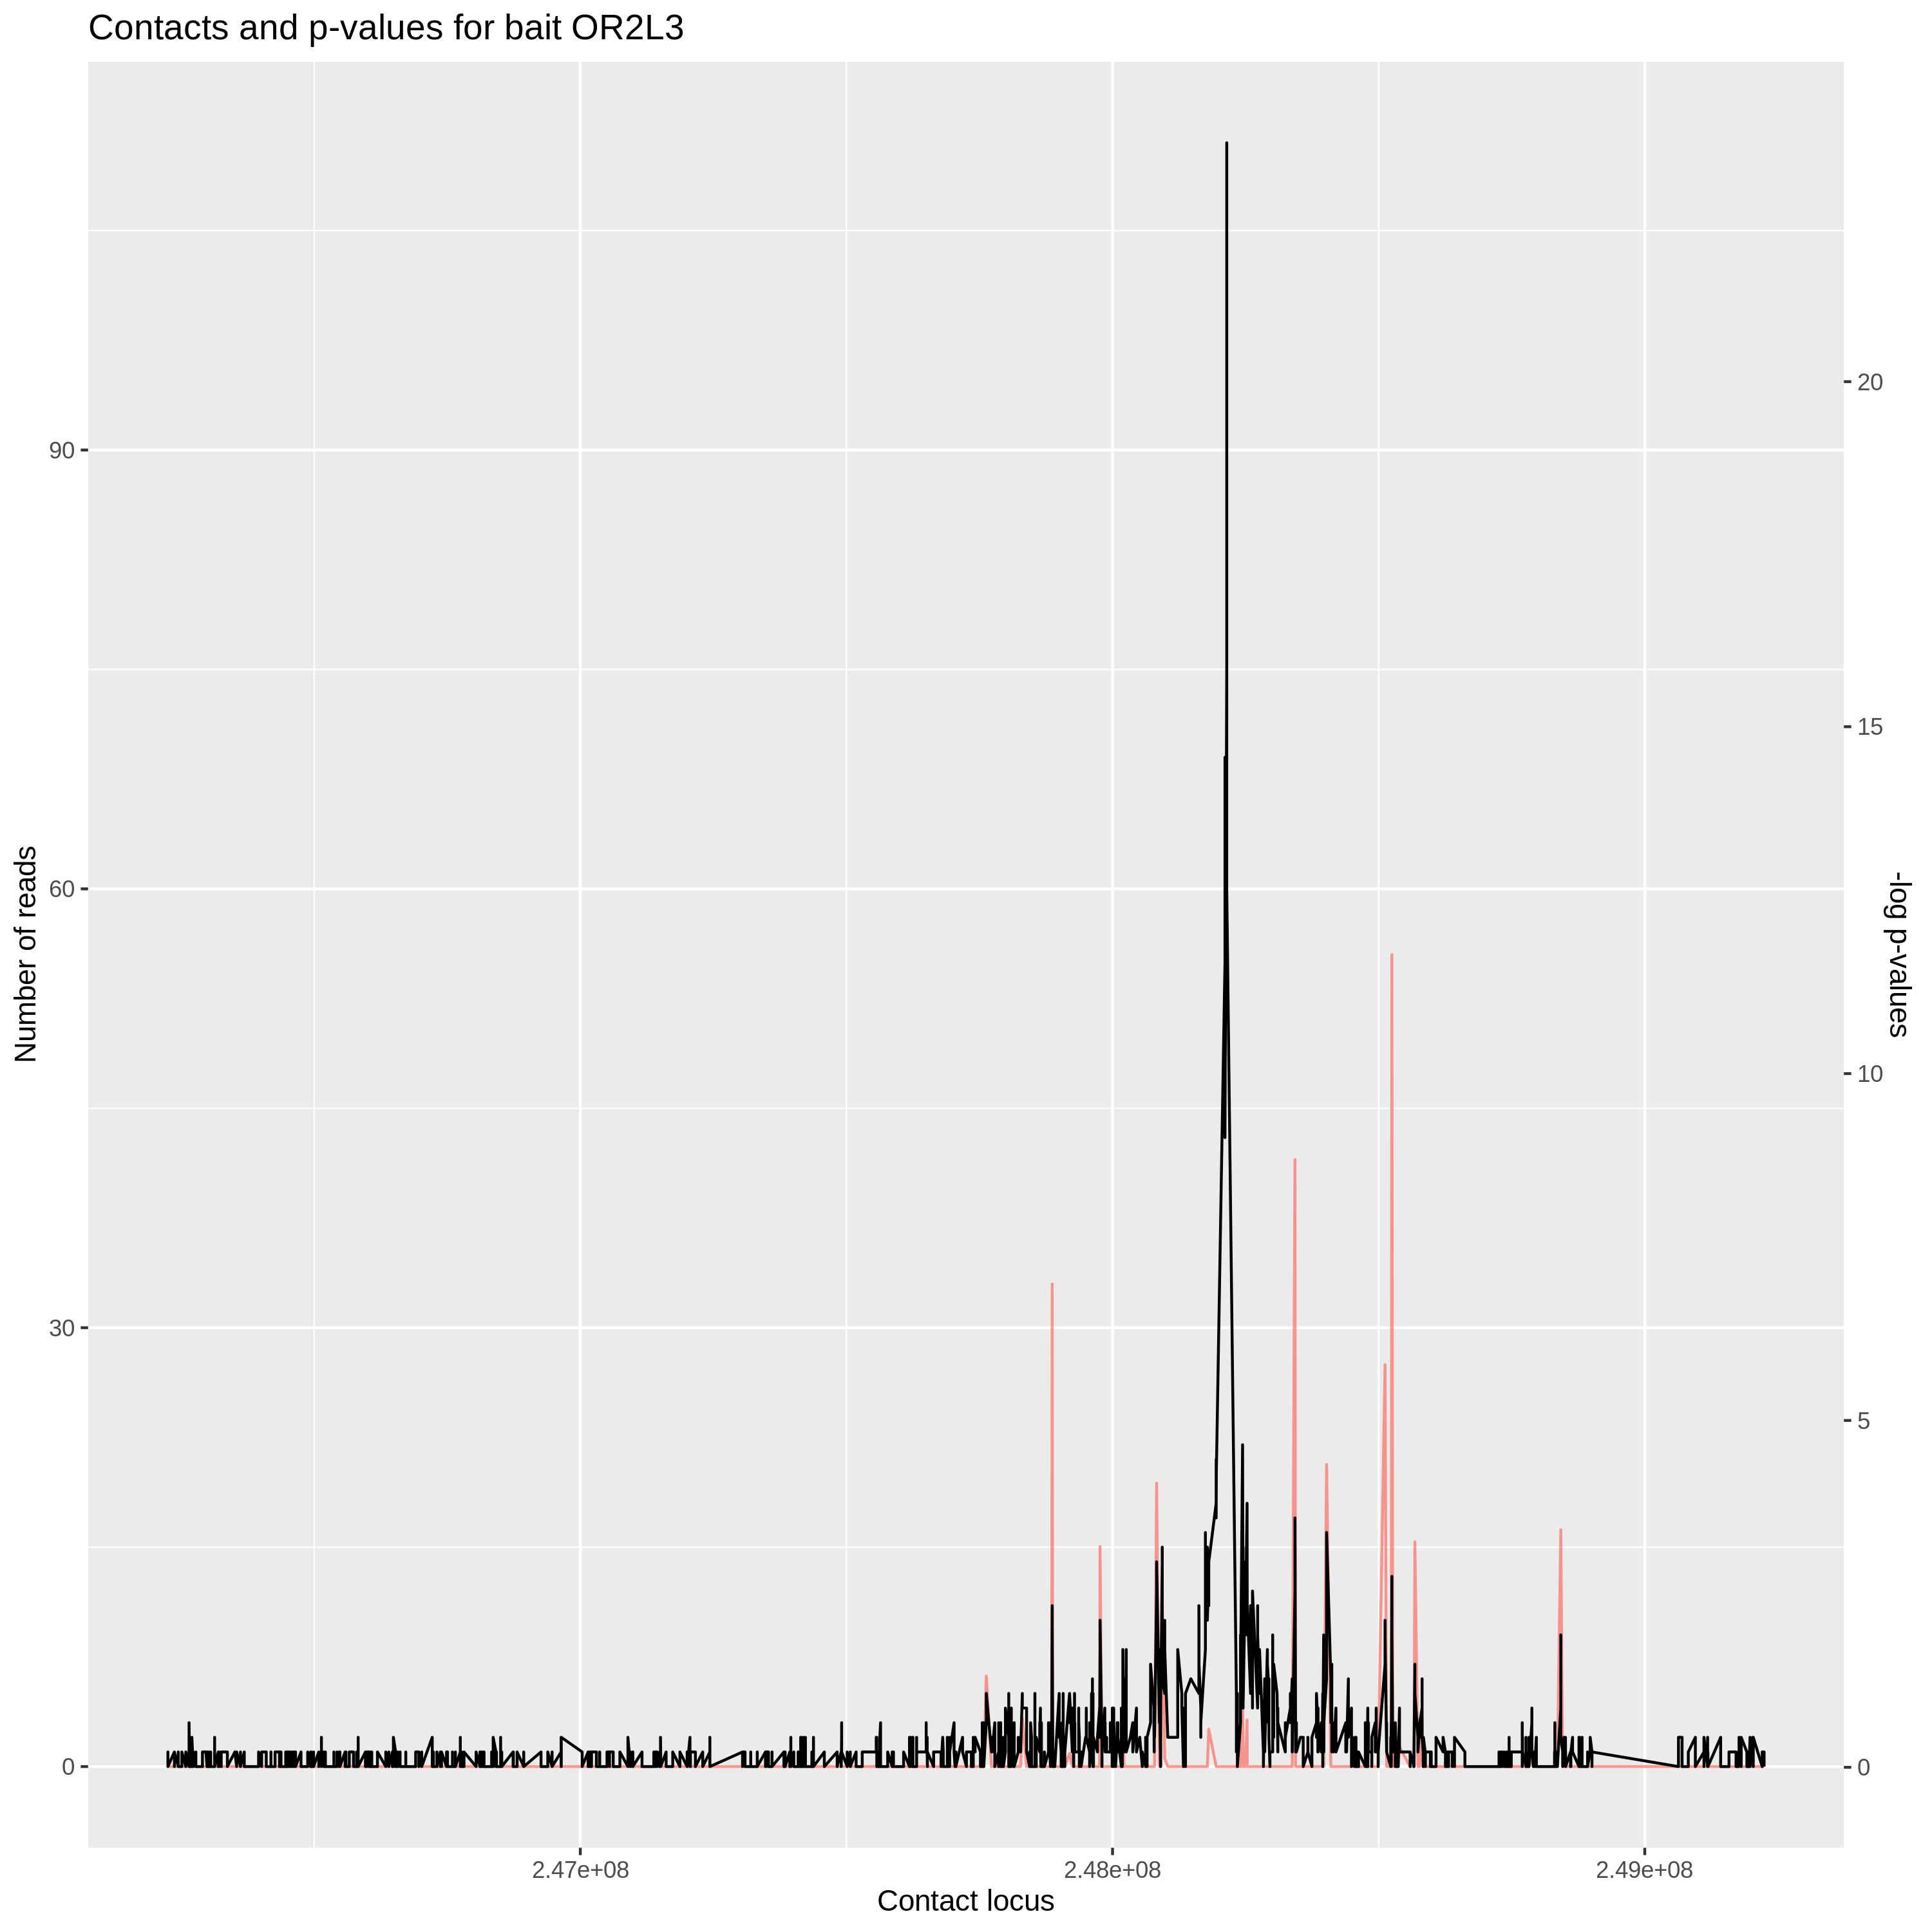 Contacts and p-values for bait OR2L3
Number of reads
90
60
30
0
20
15
10
5
0
-log p-values
2.47e+08 2.48e+08 2.49e+08
Contact locus